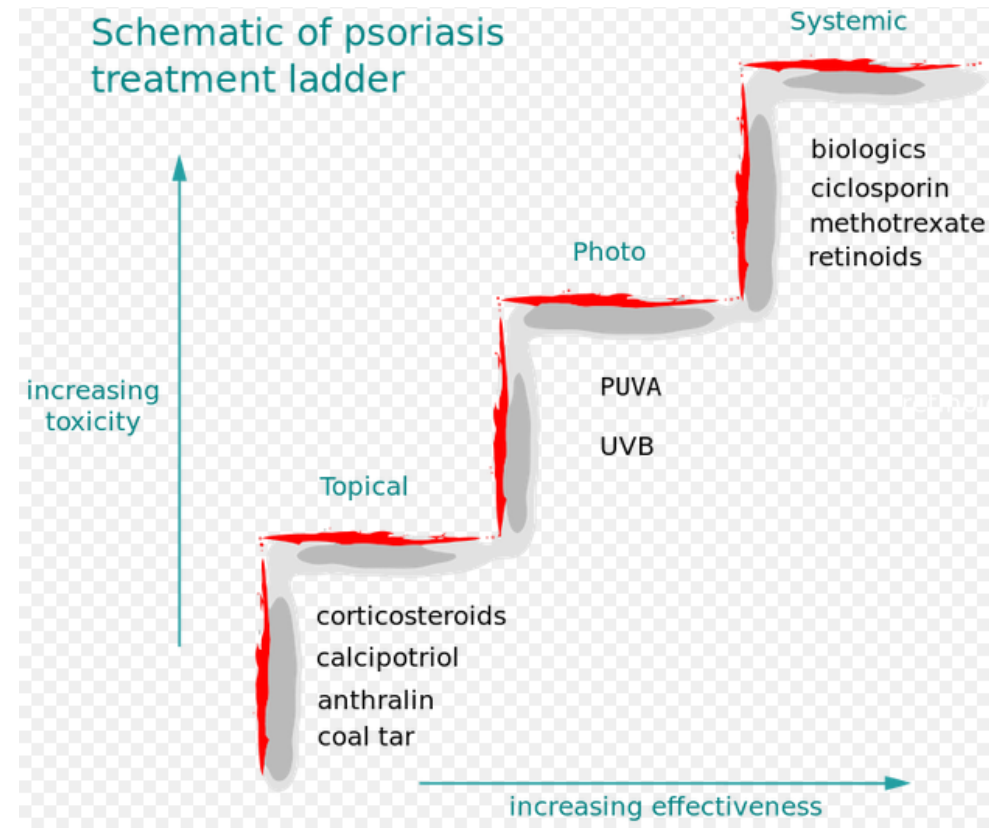 Schematic of psoriasis
treatment ladder
Systemic
biologics
ciclosporin
methotrexate
retinoids
Photo
PUVA
UVB
increasing
toxicity
Topical
corticosteroids
calcipotriol
anthralin
coal tar
increasing effectiveness